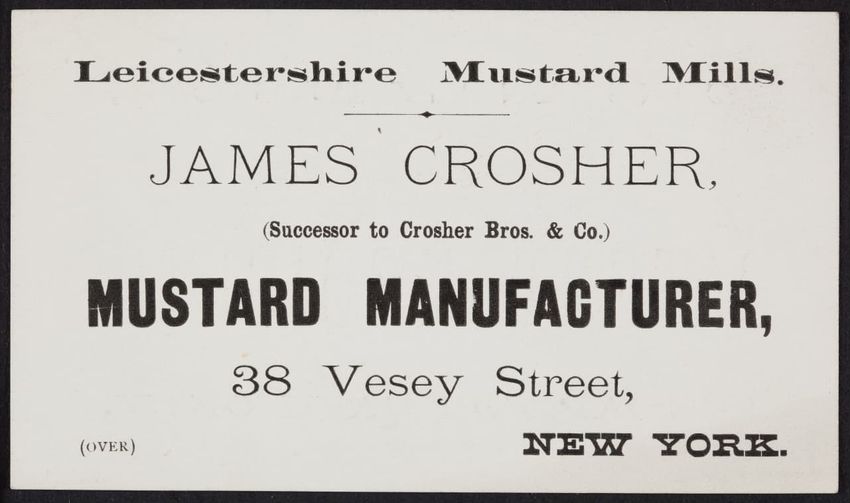 Leicestershire Mustard Mills.
JAMES CROSHER,
(Successor to Crosher Bros. & Co.)
MUSTARD MANUFACTURER,
38 Vesey Street,
(OVER) NEW YORK.